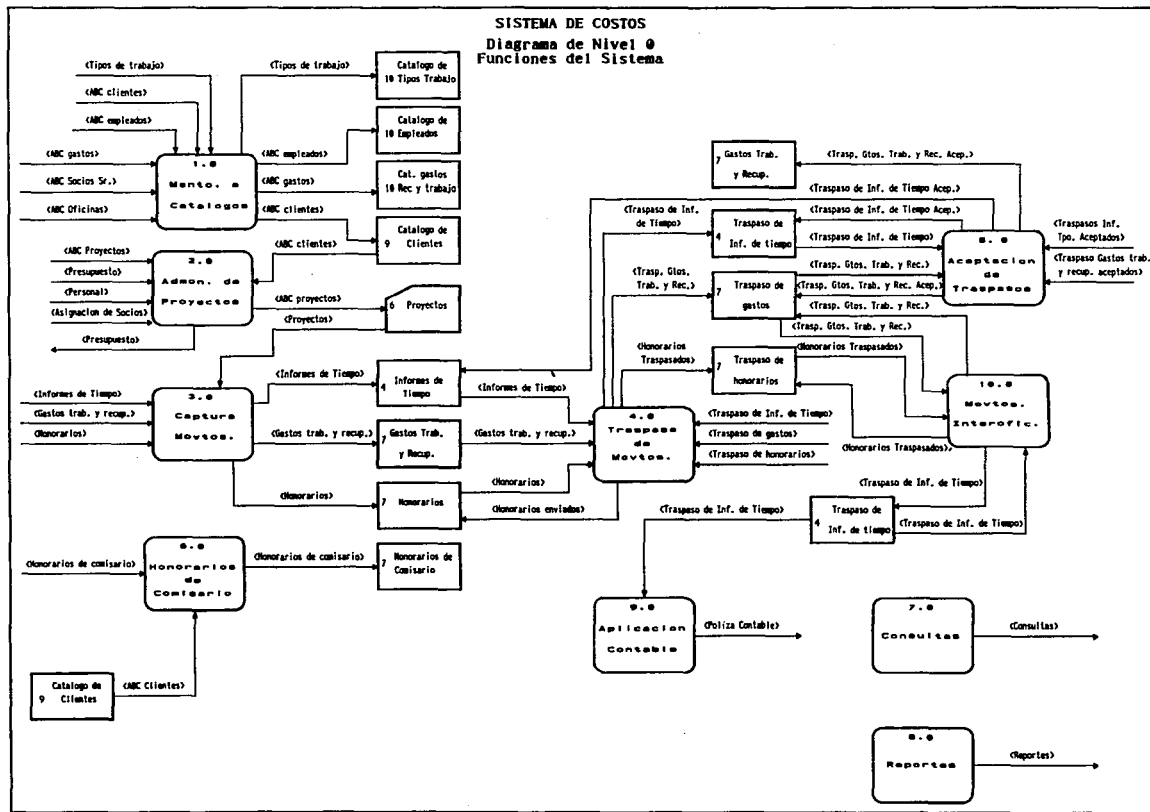 SISTEMA DE COSTOS
Diagrama de Nivel 0
Funciones del Sistema
<Tipos de trabajo>
<ABC clientes>
<ABC empleados>
<ABC gastos>
<ABC Socios Sr.>
<ABC Oficinas>
1.0
Manto. a
Catalogos
<Tipos de trabajo>
<ABC empleados>
<ABC gastos>
<ABC clientes>
Catalogo de
10 Tipos Trabajo
Catalogo de
10 Empleados
Cat. gastos
10 Rec y trabajo
Catalogo de
9 Clientes
<ABC clientes>
<ABC Proyectos>
<Presupuesto>
<Personal>
<Asignacion de Socios>
<Presupuesto>
2.0
Admon. de
Proyectos
<ABC proyectos>
6 Proyectos
<Proyectos>
<Informes de Tiempo>
<Gastos trab. y recup.>
<Honorarios>
3.0
Captura
Movtos.
<Informes de Tiempo>
<Gastos trab. y recup.>
<Honorarios>
4 Informes de
Tiempo
7 Gastos Trab.
y Recup.
7 Honorarios
<Informes de Tiempo>
<Gastos trab. y recup.>
<Honorarios>
<Honorarios enviados>
4.0
Traspaso
de
Movtos.
<Traspaso de Inf. de Tiempo>
<Traspaso de gastos>
<Traspaso de honorarios>
<Traspaso de Inf.
de Tiempo>
<Trasp. Gtos.
Trab. y Rec.>
<Honorarios
Traspasados>
7 Gastos Trab.
y Recup.
4 Traspaso de
Inf. de tiempo
7 Traspaso de
gastos
7 Traspaso de
honorarios
<Trasp. Gtos. Trab. y Rec. Acep.>
<Traspaso de Inf. de Tiempo Acep.>
<Traspaso de Inf. de Tiempo Acep.>
<Traspaso de Inf. de Tiempo>
<Trasp. Gtos. Trab. y Rec.>
<Trasp. Gtos. Trab. y Rec. Acep.>
<Trasp. Gtos. Trab. y Rec.>
<Trasp. Gtos. Trab. y Rec.>
<Honorarios Traspasados>
<Honorarios Traspasados>
Aceptacion
de
Traspasos
<Traspasos Inf.
Tpo. Aceptados>
<Traspaso Gastos trab.
y recup. aceptados>
10.0
Movtos.
Interofic.
<Traspaso de Inf. de Tiempo>
4 Traspaso de
Inf. de tiempo
<Traspaso de Inf. de Tiempo>
<Traspaso de Inf. de Tiempo>
<Honorarios de comisario>
Honorarios
de
Comisario
<Honorarios de comisario>
7 Honorarios de
Comisario
9 Catalogo de
Clientes
<ABC Clientes>
9.0
Aplicacion
Contable
<Poliza Contable>
7.0
Consultas
<Consultas>
Reportes
<Reportes>